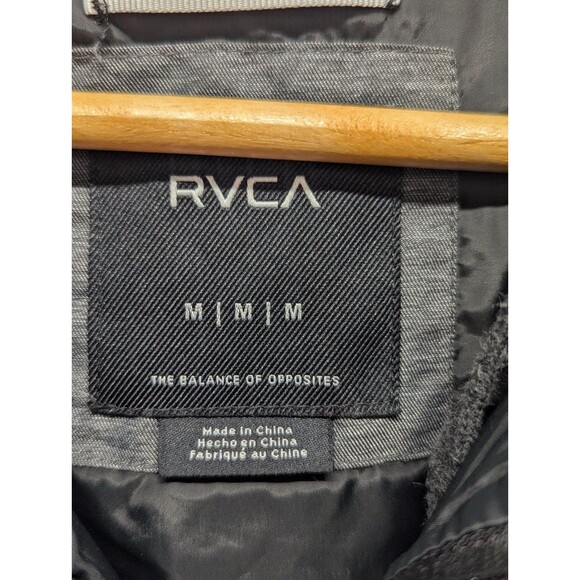 RVCA
M | M | M
THE BALANCE OF OPPOSITES
Made in China
Hecho en China
Fabriqué au Chine